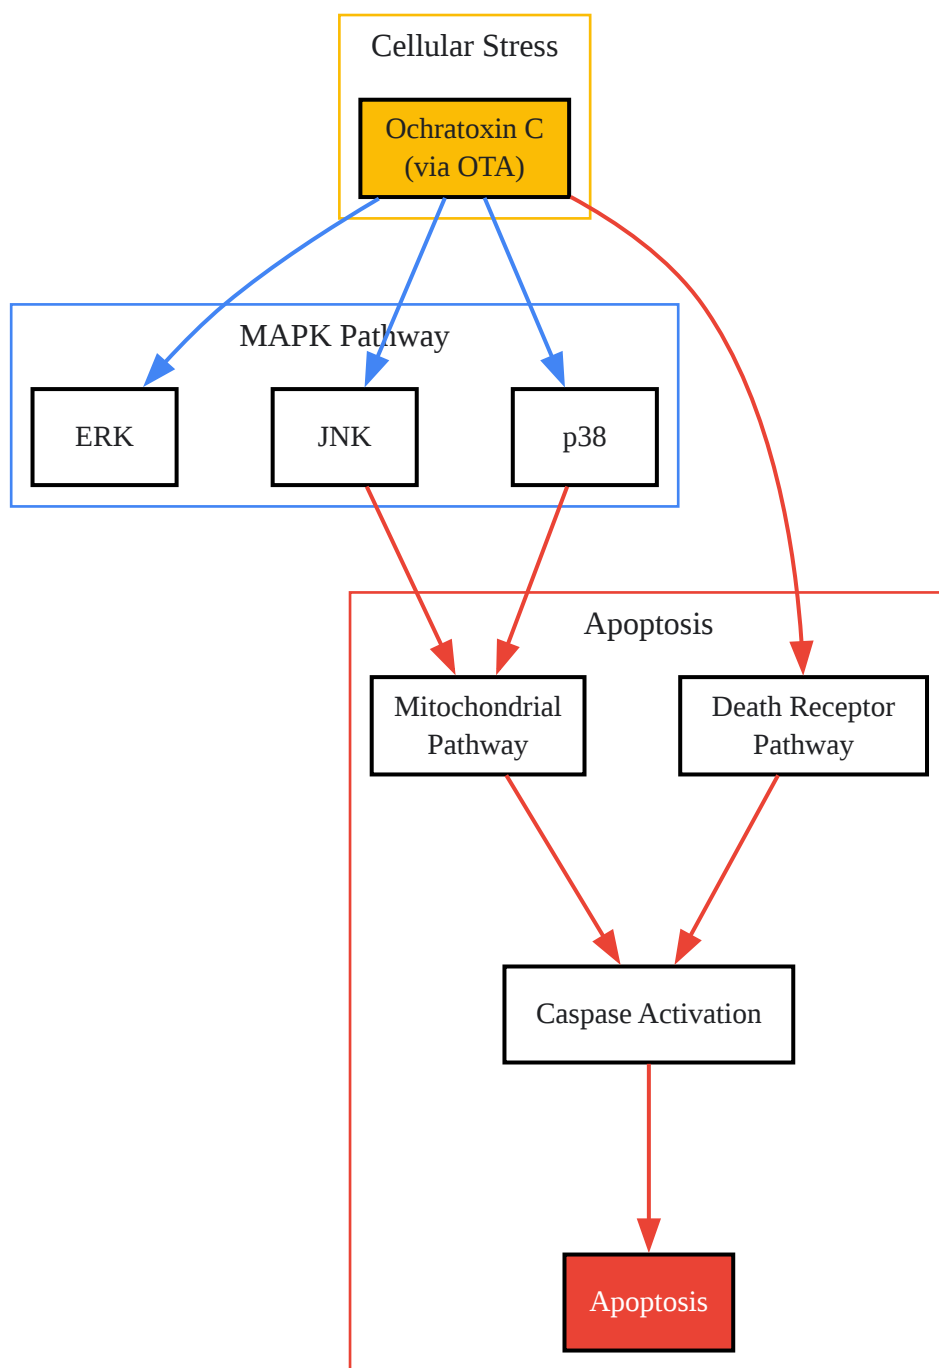 Cellular Stress
Ochratoxin C
(via OTA)
MAPK Pathway
ERK
JNK
p38
Apoptosis
Mitochondrial
Pathway
Death Receptor
Pathway
Caspase Activation
Apoptosis